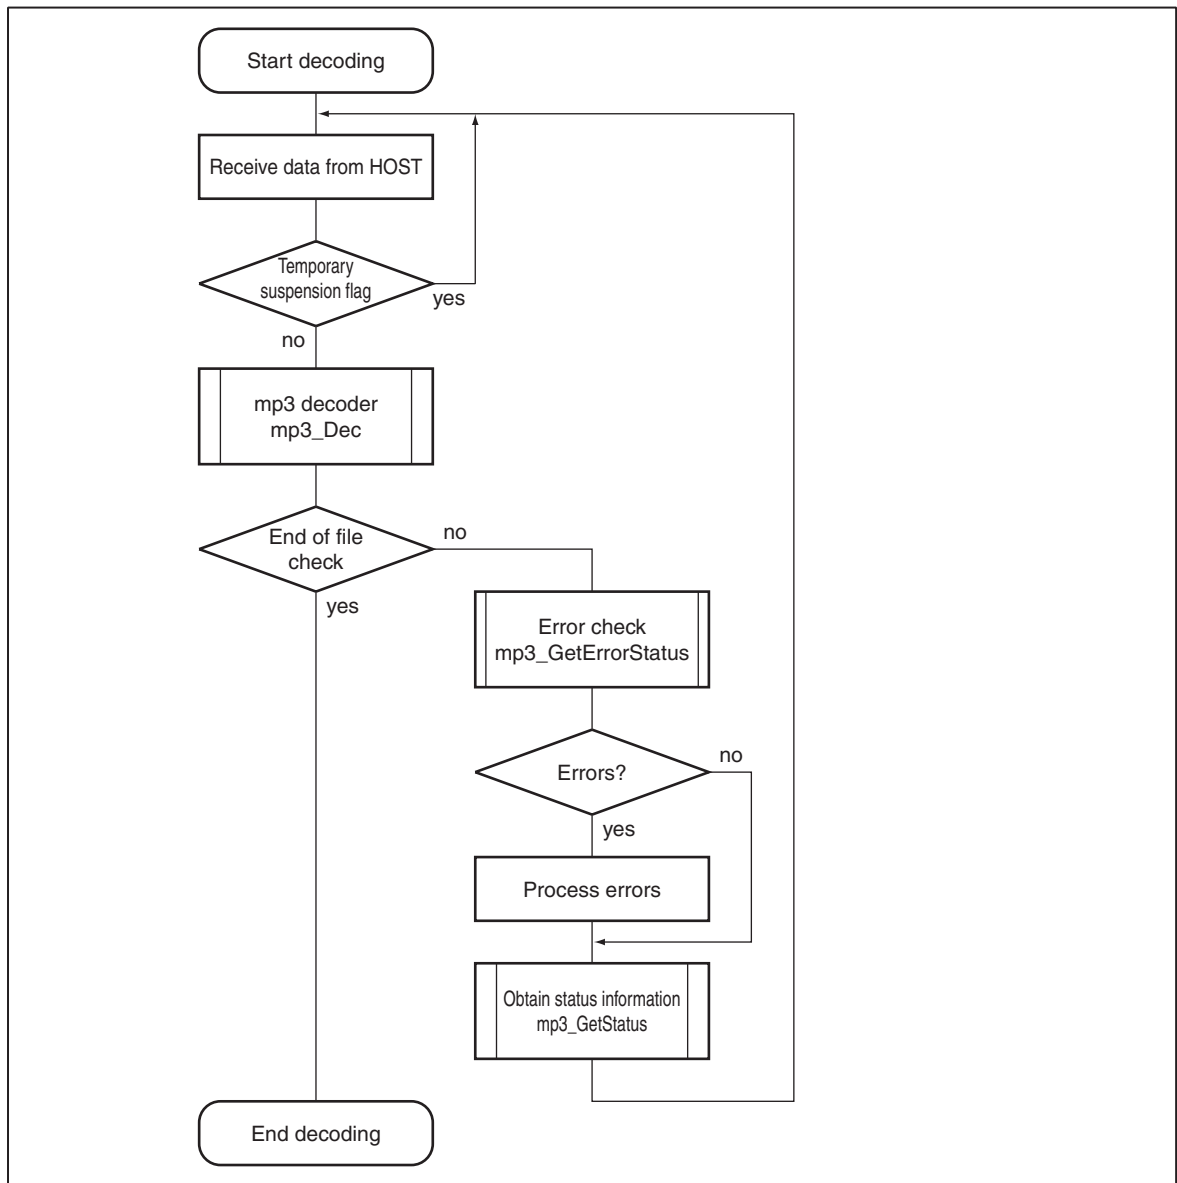 Start decoding
Receive data from HOST
Temporary
suspension flag
yes
no
mp3 decoder
mp3_Dec
End of file
check
no
yes
Error check
mp3_GetErrorStatus
Errors?
no
yes
Process errors
Obtain status information
mp3_GetStatus
End decoding